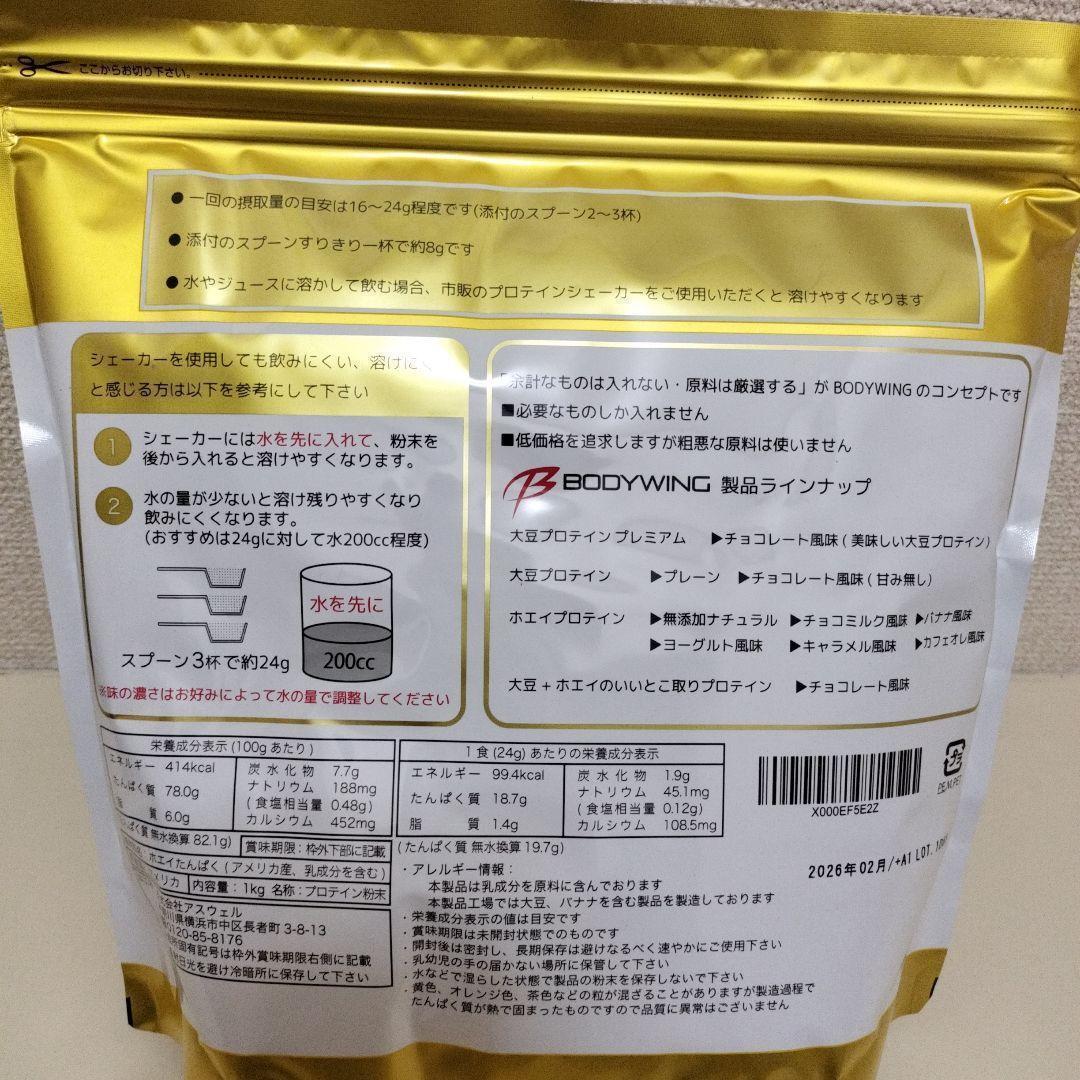 ここからお切り下さい。
●一回の摂取量の目安は16〜24g程度です(添付のスプーン2〜3杯)
●添付のスプーンすりきり一杯で約8gです
●水やジュースに溶かして飲む場合、市販のプロテインシェーカーをご使用いただくと 溶けやすくなります
シェーカーを使用しても飲みにくい、溶けにく
と感じる方は以下を参考にして下さい
1 シェーカーには水を先に入れて、粉末を
後から入れると溶けやすくなります。
2 水の量が少ないと溶け残りやすくなり
飲みにくくなります。
(おすすめは24gに対して水200cc程度)
水を先に
200cc
スプーン3杯で約24g
※味の濃さはお好みによって水の量で調整してください
「余計なものは入れない・原料は厳選する」が BODYWING のコンセプトです
■必要なものしか入れません
■低価格を追求しますが粗悪な原料は使いません
BODYWING 製品ラインナップ
大豆プロテイン プレミアム ▶チョコレート風味 ( 美味しい大豆プロテイン )
大豆プロテイン ▶プレーン ▶チョコレート風味 ( 甘み無し )
ホエイプロテイン ▶無添加ナチュラル ▶チョコミルク風味 ▶バナナ風味
▶ヨーグルト風味 ▶キャラメル風味 ▶カフェオレ風味
大豆 + ホエイのいいとこ取りプロテイン ▶チョコレート風味
栄養成分表示 (100g あたり )
エネルギー 414kcal
たんぱく質 78.0g
質 6.0g
炭水化物 7.7g
ナトリウム 188mg
( 食塩相当量 0.48g)
カルシウム 452mg
たんぱく質 無水換算 82.1g)
賞味期限：枠外下部に記載
ホエイたんぱく ( アメリカ産、乳成分を含む )
メリカ 内容量：1kg 名称：プロテイン粉末
会社アスウェル
川県横浜市中区長者町 3-8-13
0120-85-8176
固有記号は枠外賞味期限右側に記載
日光を避け冷暗所に保存して下さい
1 食 (24g) あたりの栄養成分表示
エネルギー 99.4kcal
たんぱく質 18.7g
脂質 1.4g
炭水化物 1.9g
ナトリウム 45.1mg
( 食塩相当量 0.12g)
カルシウム 108.5mg
( たんぱく質 無水換算 19.7g)
・アレルギー情報：
本製品は乳成分を原料に含んでおります
本製品工場では大豆、バナナを含む製品を製造しております
・栄養成分表示の値は目安です
・賞味期限は未開封状態でのものです
・開封後は密封し、長期保存は避けなるべく速やかにご使用下さい
・乳幼児の手の届かない場所に保管して下さい
・水などで湿らした状態で製品の粉末を保存しないで下さい
・黄色、オレンジ色、茶色などの粒が混ざることがありますが製造過程で
たんぱく質が熱で固まったものですので品質に異常はございません
X000EF5E2Z
プラ
PE,M,PET
2026年02月/+A1 LOT.